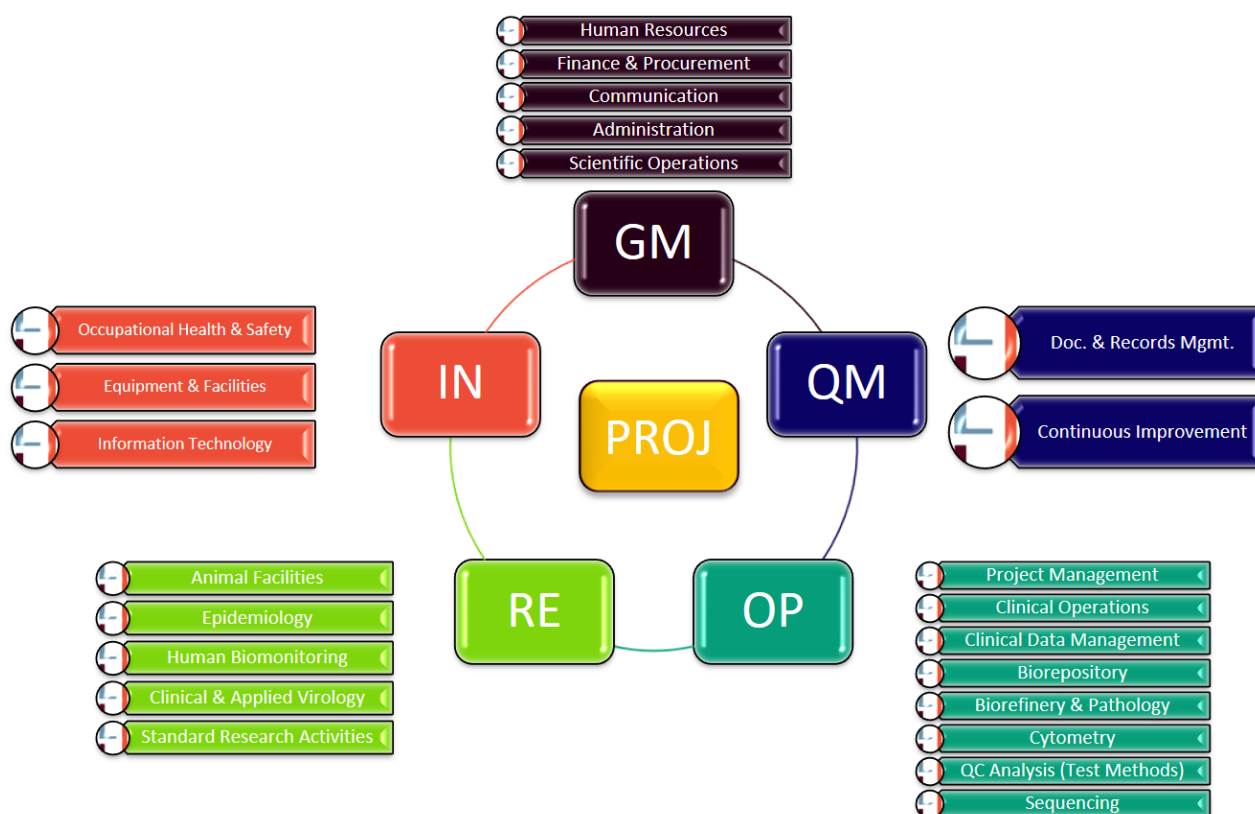 Human Resources
Finance & Procurement
Communication
Administration
Scientific Operations
GM
Occupational Health & Safety
Equipment & Facilities
Information Technology
IN
PROJ
QM
Doc. & Records Mgmt.
Continuous Improvement
Animal Facilities
Epidemiology
Human Biomonitoring
Clinical & Applied Virology
Standard Research Activities
RE
OP
Project Management
Clinical Operations
Clinical Data Management
Biorepository
Biorefinery & Pathology
Cytometry
QC Analysis (Test Methods)
Sequencing